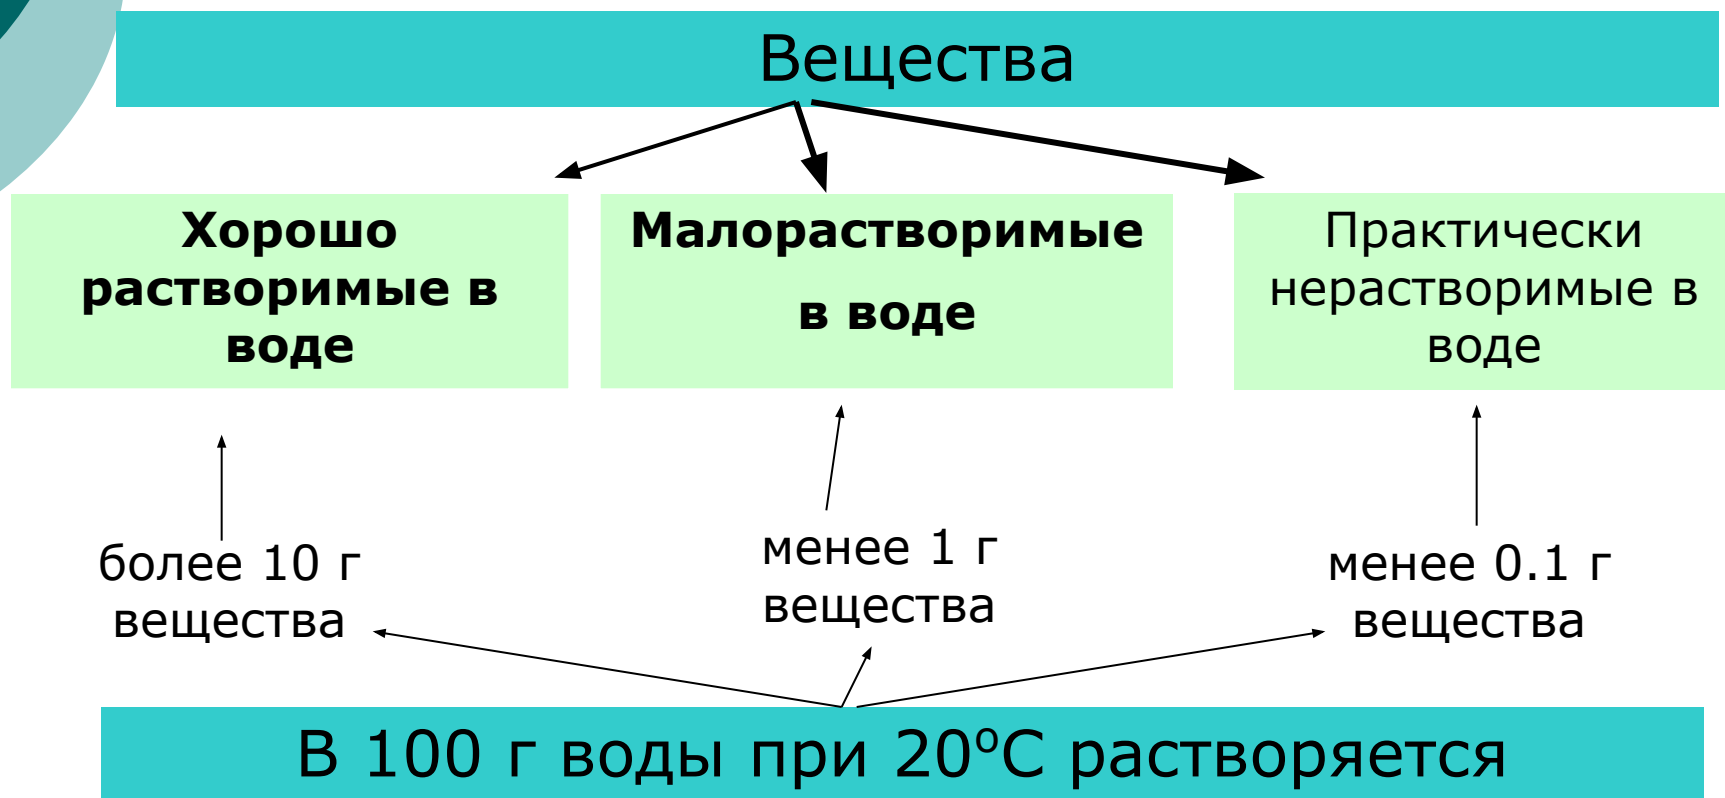 Вещества
Хорошо
растворимые в
воде
Малорастворимые
в воде
Практически
нерастворимые в
воде
более 10 г
вещества
менее 1 г
вещества
менее 0.1 г
вещества
В 100 г воды при 20ºС растворяется